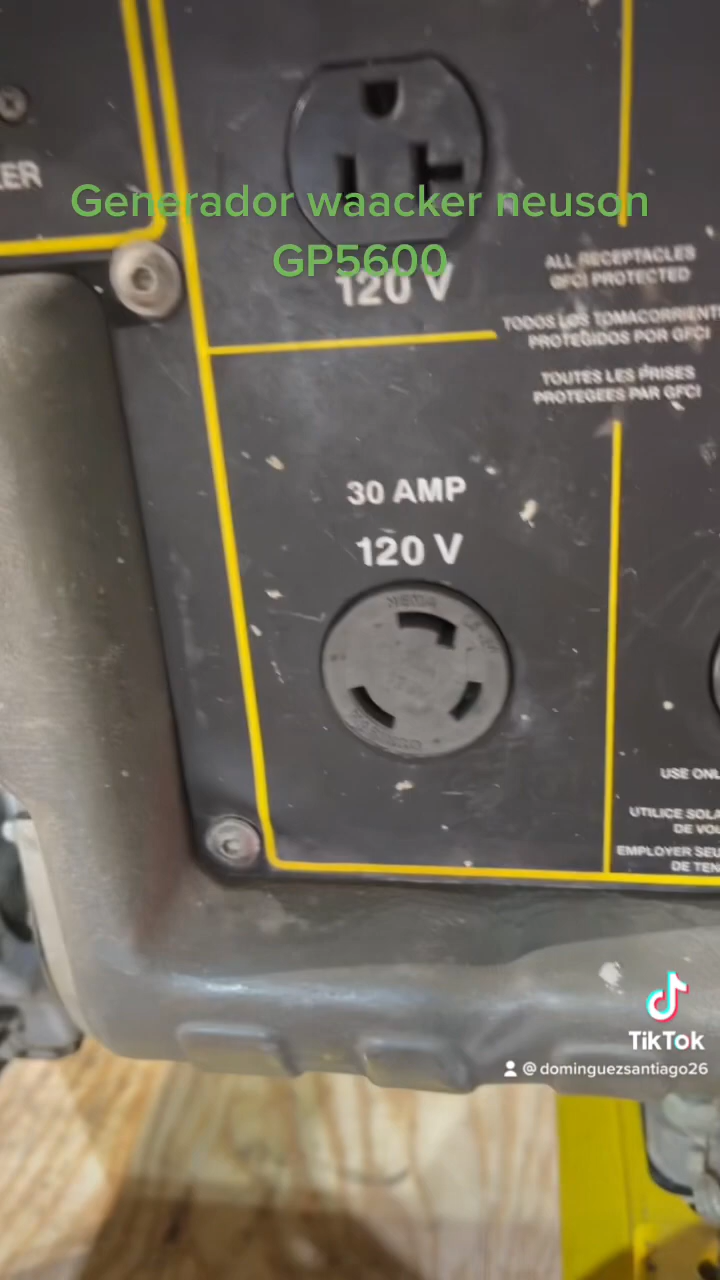 Generador waacker neuson
GP5600
120 V
ALL RECEPTACLES
GFCI PROTECTED
TODOS LOS TOMACORRIENT
PROTEGIDOS POR GFCI
TOUTES LES PRISES
PROTEGEES PAR GFCI
30 AMP
120 V
NEMA
USE ONL
UTILICE SOLA
DE VOL
EMPLOYER SEU
DE TEN
TikTok
@dominguezsantiago26